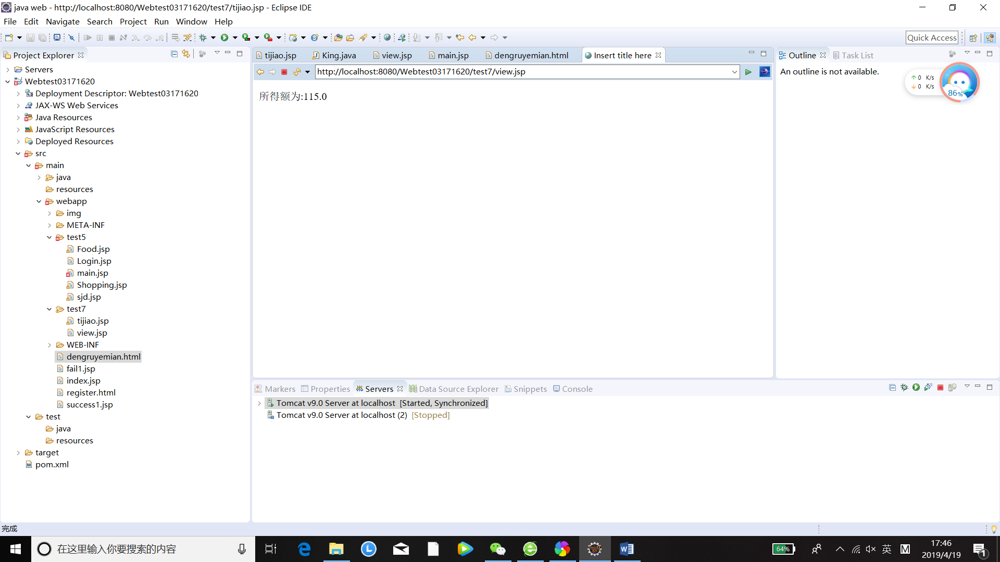 java web - http://localhost:8080/Webtest03171620/test7/tijiao.jsp - Eclipse IDE
File Edit Navigate Search Project Run Window Help
Quick Access
Project Explorer
Servers
Webtest03171620
Deployment Descriptor: Webtest03171620
JAX-WS Web Services
Java Resources
JavaScript Resources
Deployed Resources
src
main
java
resources
webapp
img
META-INF
test5
Food.jsp
Login.jsp
main.jsp
Shopping.jsp
sjd.jsp
test7
tijiao.jsp
view.jsp
WEB-INF
dengruyemian.html
fail1.jsp
index.jsp
register.html
success1.jsp
test
java
resources
target
pom.xml
tijiao.jsp King.java view.jsp main.jsp dengruyemian.html Insert title here
http://localhost:8080/Webtest03171620/test7/view.jsp
所得额为:115.0
Outline Task List
An outline is not available.
0 K/s
0 K/s
86%
Markers Properties Servers Data Source Explorer Snippets Console
Tomcat v9.0 Server at localhost [Started, Synchronized]
Tomcat v9.0 Server at localhost (2) [Stopped]
完成
在这里输入你要搜索的内容
64%
英
M
17:46
2019/4/19
1